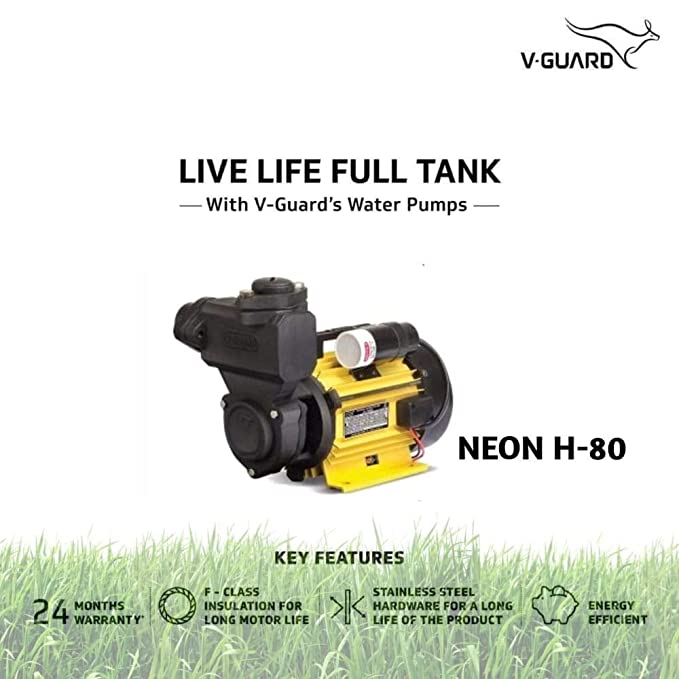 V-GUARD
LIVE LIFE FULL TANK
With V-Guard's Water Pumps
NEON H-80
KEY FEATURES
24 MONTHS
WARRANTY*
F - CLASS
INSULATION FOR
LONG MOTOR LIFE
STAINLESS STEEL
HARDWARE FOR A LONG
LIFE OF THE PRODUCT
ENERGY
EFFICIENT